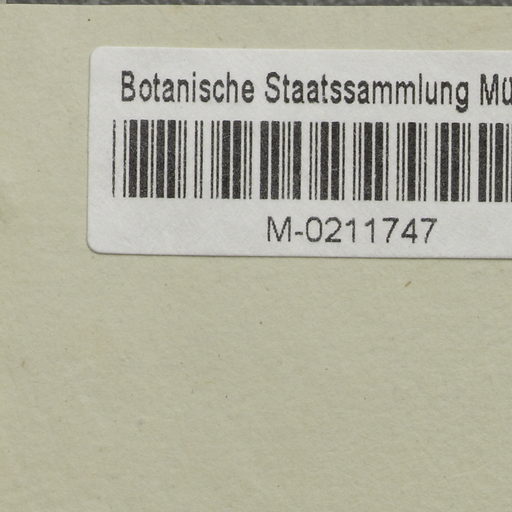 Botanische Staatssammlung Mü
M-0211747